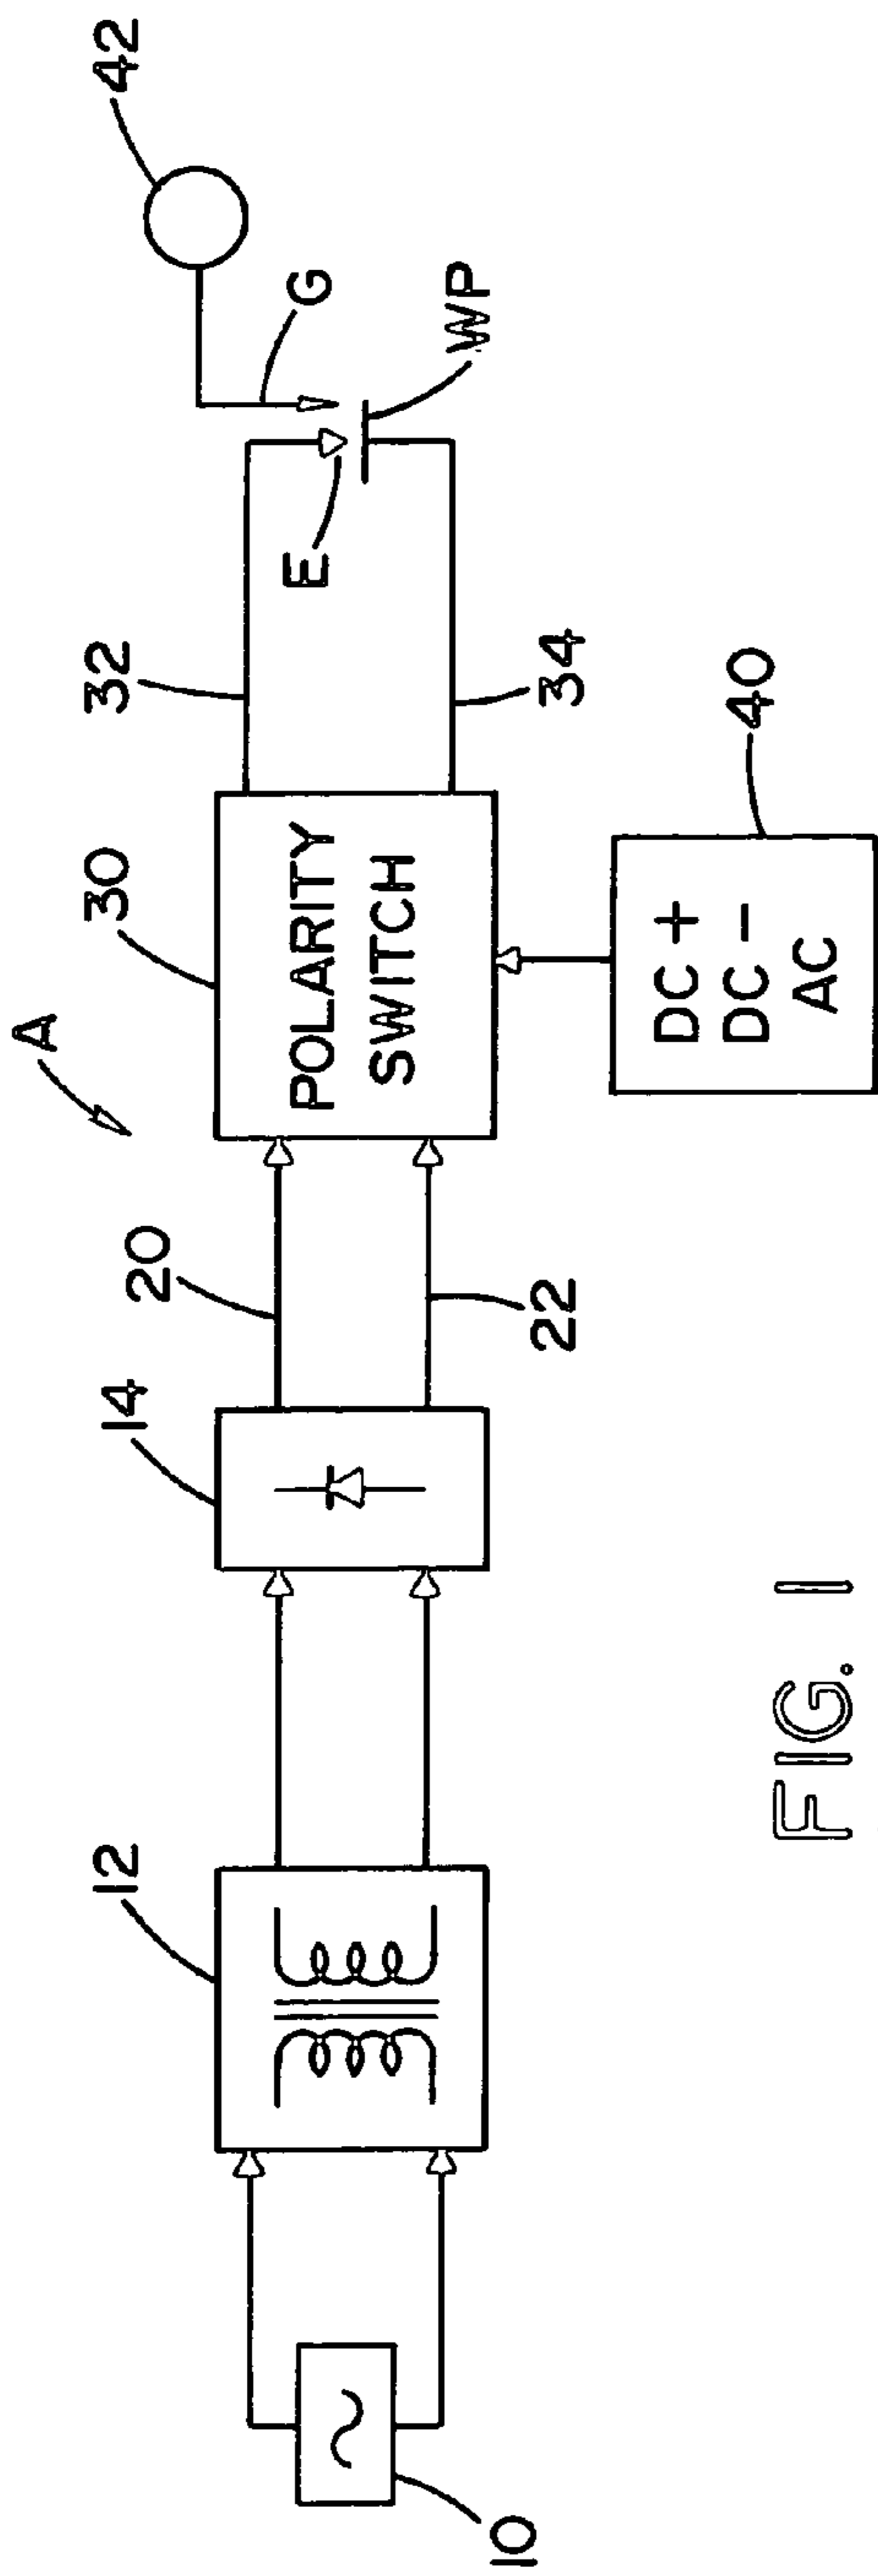 A
42
12
14
20
30
32
G
E
WP
POLARITY
SWITCH
22
34
10
DC +
DC -
AC
40
FIG. 1